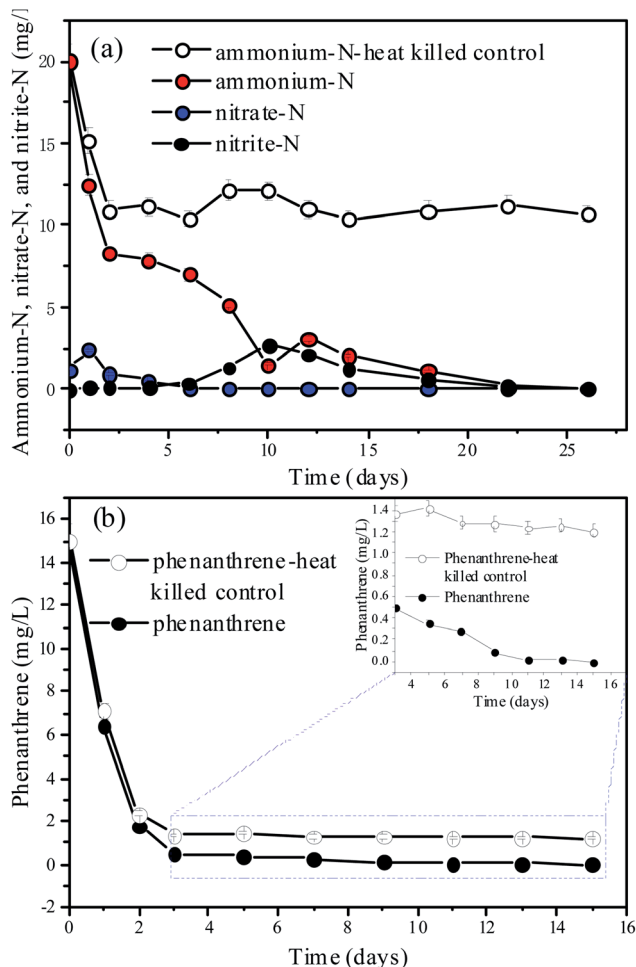 (a)
ammonium-N-heat killed control
ammonium-N
nitrate-N
nitrite-N
Ammonium-N, nitrate-N, and nitrite-N (mg/l
20
15
10
5
0
0 5 10 15 20 25
Time (days)
(b)
phenanthrene-heat
killed control
phenanthrene
Phenanthrene (mg/L)
16
14
12
10
8
6
4
2
0
-2
0 2 4 6 8 10 12 14 16
Time (days)
Phenanthrene (mg/L)
1.4
1.2
1.0
0.8
0.6
0.4
0.2
0.0
Phenanthrene-heat
killed control
Phenanthrene
4 6 8 10 12 14 16
Time (days)